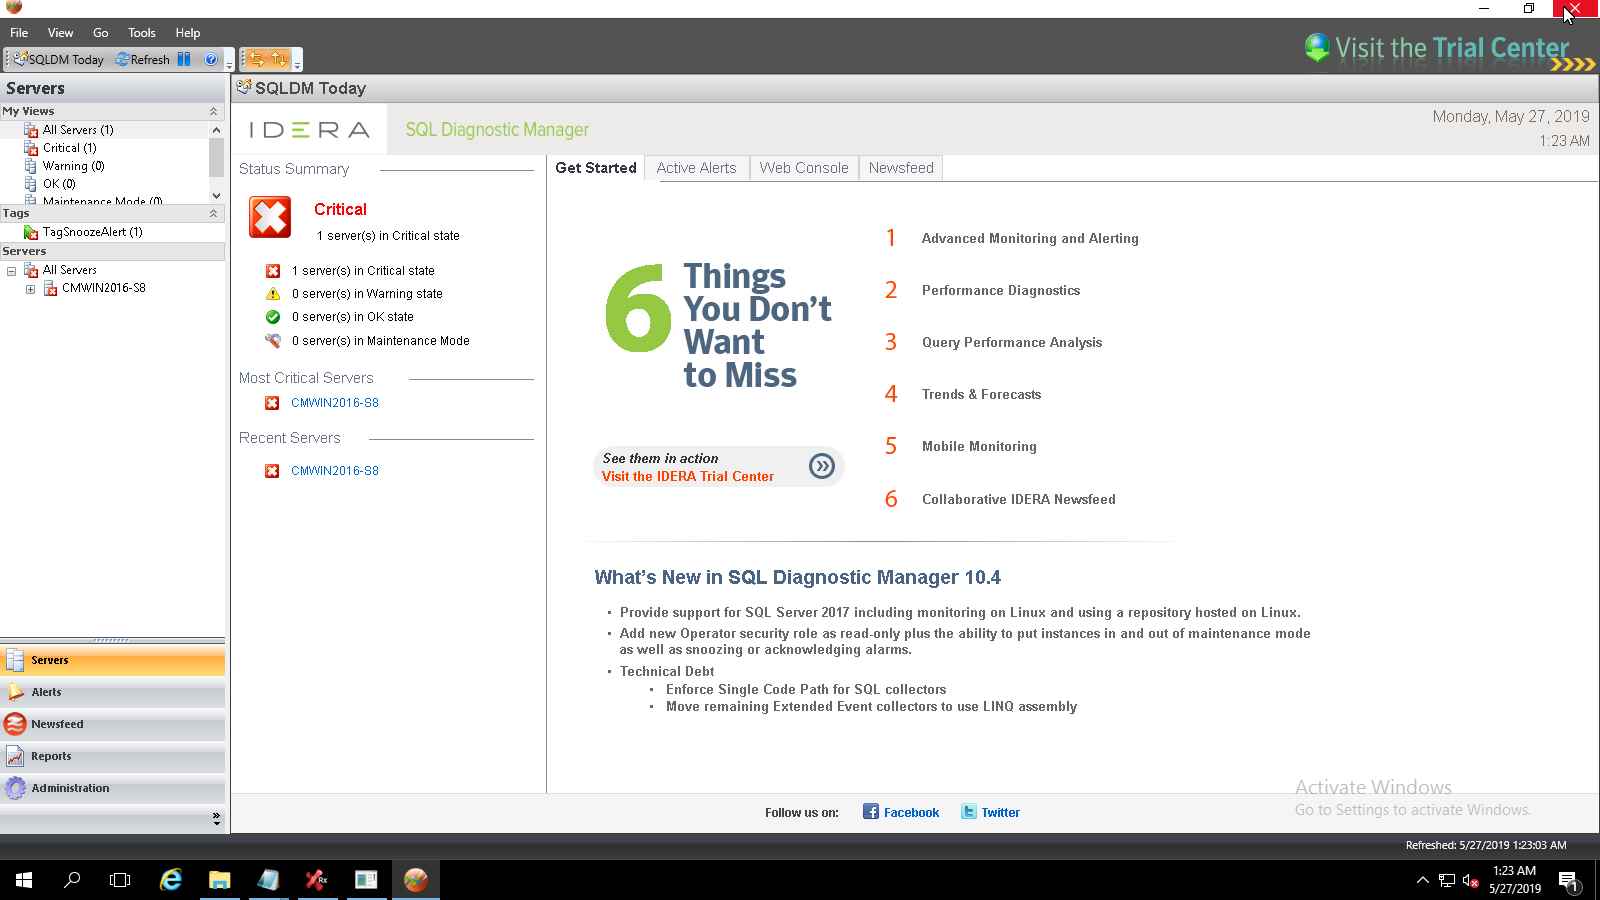 File View Go Tools Help
Visit the Trial Center
SQLDM Today Refresh
Servers
SQLDM Today
My Views
All Servers (1)
Critical (1)
Warning (0)
OK (0)
Maintenance Mode (0)
Tags
TagSnoozeAlert (1)
Servers
All Servers
CMWIN2016-S8
Servers
Alerts
Newsfeed
Reports
Administration
IDERA
SQL Diagnostic Manager
Monday, May 27, 2019
1:23 AM
Status Summary
Critical
1 server(s) in Critical state
1 server(s) in Critical state
0 server(s) in Warning state
0 server(s) in OK state
0 server(s) in Maintenance Mode
Most Critical Servers
CMWIN2016-S8
Recent Servers
CMWIN2016-S8
Get Started Active Alerts Web Console Newsfeed
6 Things
You Don't
Want
to Miss
See them in action
Visit the IDERA Trial Center
1 Advanced Monitoring and Alerting
2 Performance Diagnostics
3 Query Performance Analysis
4 Trends & Forecasts
5 Mobile Monitoring
6 Collaborative IDERA Newsfeed
What's New in SQL Diagnostic Manager 10.4
• Provide support for SQL Server 2017 including monitoring on Linux and using a repository hosted on Linux.
• Add new Operator security role as read-only plus the ability to put instances in and out of maintenance mode
as well as snoozing or acknowledging alarms.
• Technical Debt
• Enforce Single Code Path for SQL collectors
• Move remaining Extended Event collectors to use LINQ assembly
Activate Windows
Go to Settings to activate Windows.
Follow us on: Facebook Twitter
Refreshed: 5/27/2019 1:23:03 AM
Rx
1:23 AM
5/27/2019
1